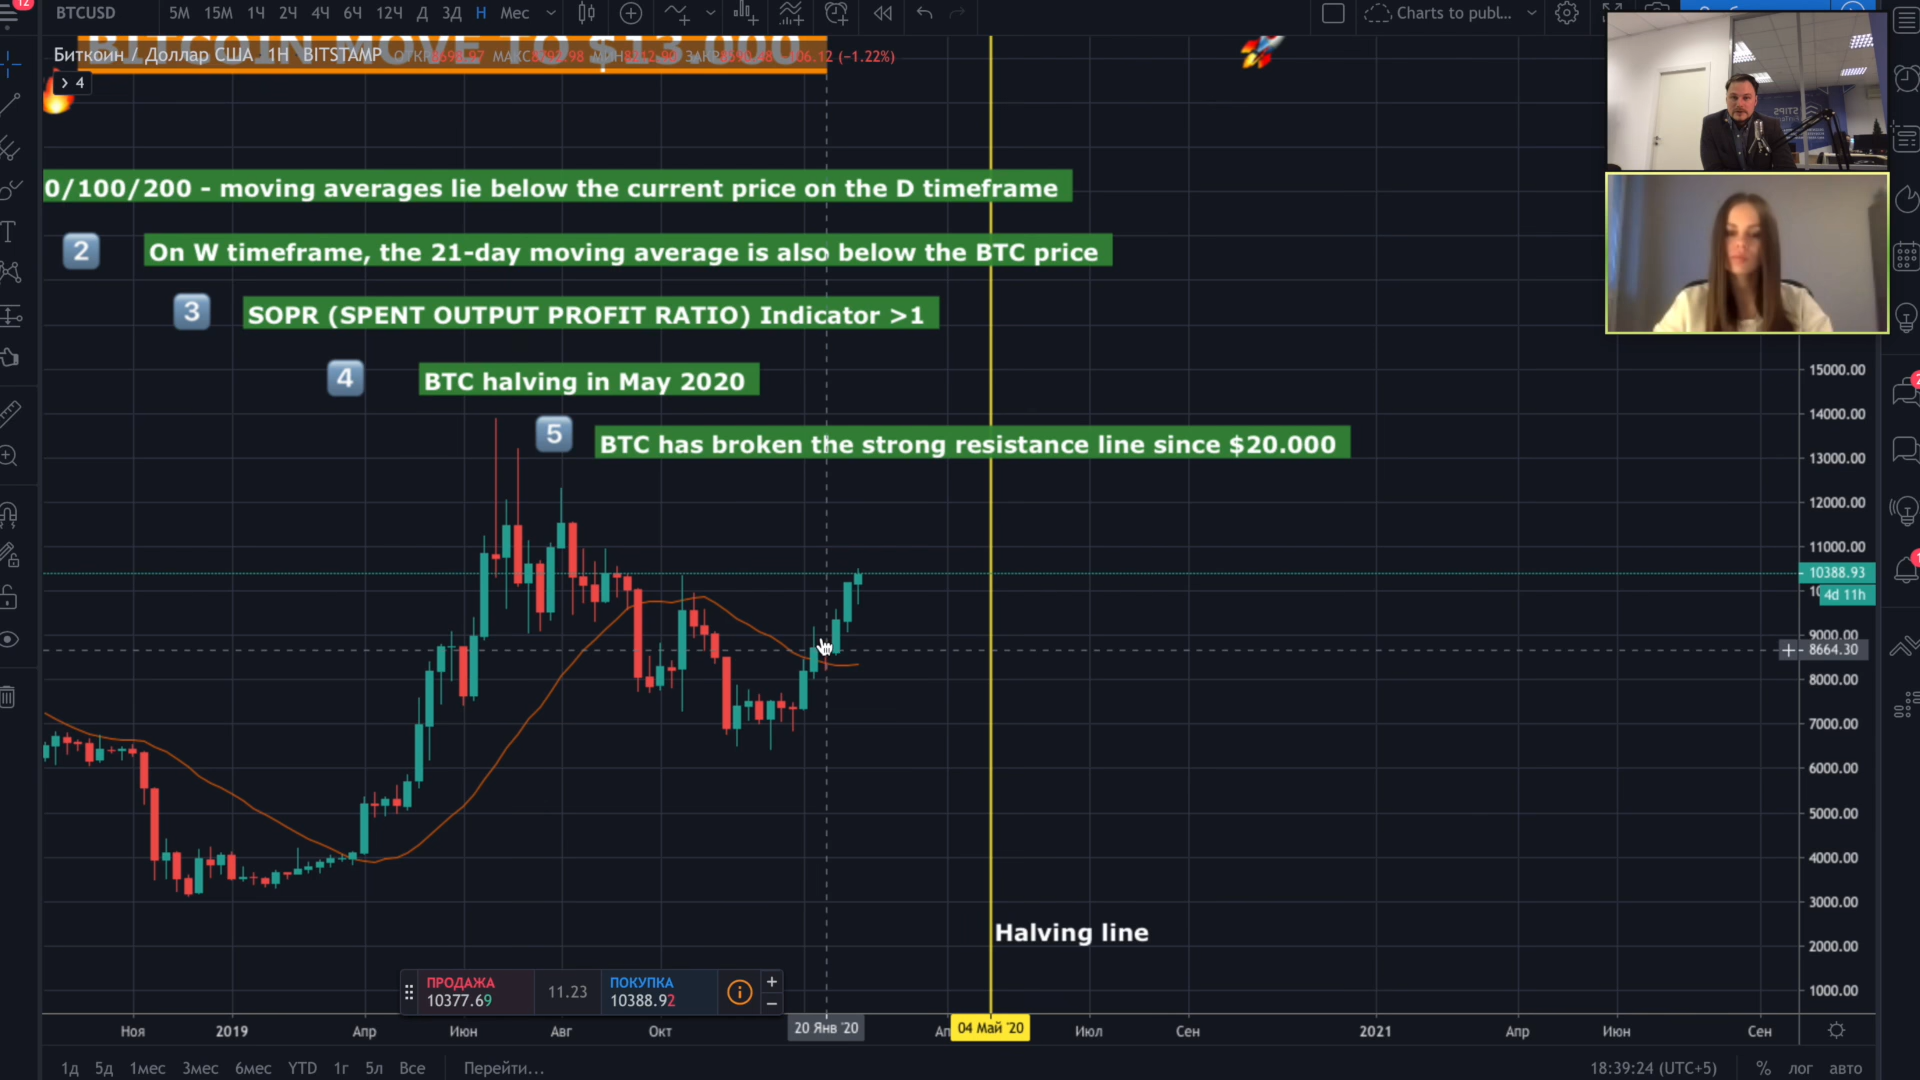 12
BTCUSD 5М 15М 1Ч 2Ч 4Ч 6Ч 12Ч Д 3Д Н Мес Charts to publ...
BITCOIN MOVE TO $13.000
Биткоин / Доллар США 1Н BITSTAMP (−1.22%)
4
0/100/200 - moving averages lie below the current price on the D timeframe
2 On W timeframe, the 21-day moving average is also below the BTC price
3 SOPR (SPENT OUTPUT PROFIT RATIO) Indicator >1
4 BTC halving in May 2020
5 BTC has broken the strong resistance line since $20.000
15000.00
14000.00
13000.00
12000.00
11000.00
10388.93
4d 11h
9000.00
8664.30
8000.00
7000.00
6000.00
5000.00
4000.00
3000.00
2000.00
1000.00
Halving line
ПРОДАЖА
10377.69
11.23
ПОКУПКА
10388.92
Ноя 2019 Апр Июн Авг Окт 20 Янв '20 Ап 04 Май '20 Июл Сен 2021 Апр Июн Сен
1д 5д 1мес 3мес 6мес YTD 1г 5л Все Перейти... 18:39:24 (UTC+5) % лог авто